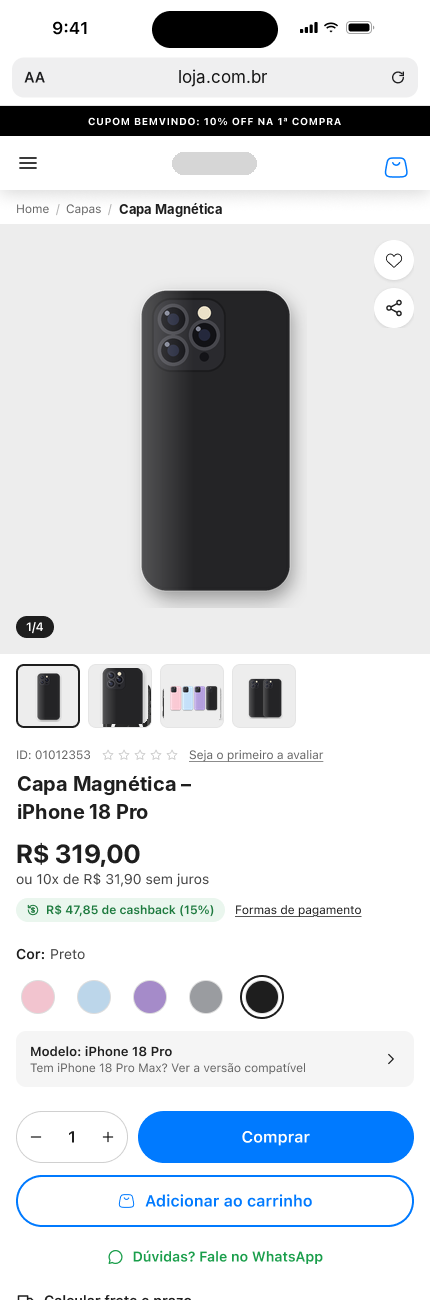 9:41
AA
loja.com.br
CUPOM BEMVINDO: 10% OFF NA 1ª COMPRA
Home / Capas / Capa Magnética
1/4
ID: 01012353 Seja o primeiro a avaliar
Capa Magnética –
iPhone 18 Pro
R$ 319,00
ou 10x de R$ 31,90 sem juros
R$ 47,85 de cashback (15%) Formas de pagamento
Cor: Preto
Modelo: iPhone 18 Pro
Tem iPhone 18 Pro Max? Ver a versão compatível
− 1 + Comprar
Adicionar ao carrinho
Dúvidas? Fale no WhatsApp
Calcular frete e prazo